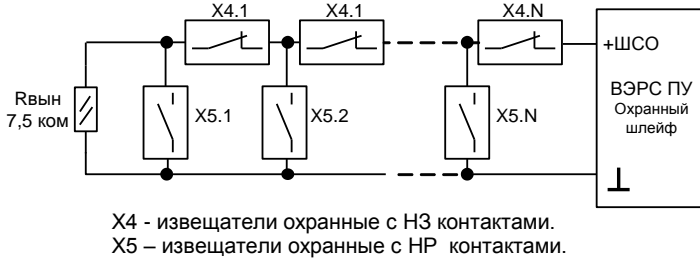 X4.1
X4.1
X4.N
+ШСО
Rвын
7,5 ком
X5.1
X5.2
X5.N
ВЭРС ПУ
Охранный
шлейф
X4 - извещатели охранные с НЗ контактами.
X5 – извещатели охранные с НР контактами.